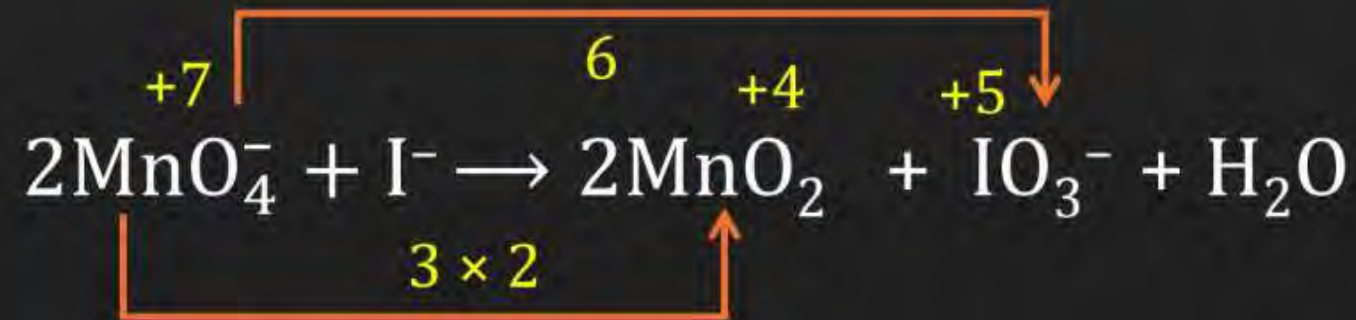 6
+7 +4 +5
2MnO₄⁻ + I⁻ ⟶ 2MnO₂ + IO₃⁻ + H₂O
3 × 2